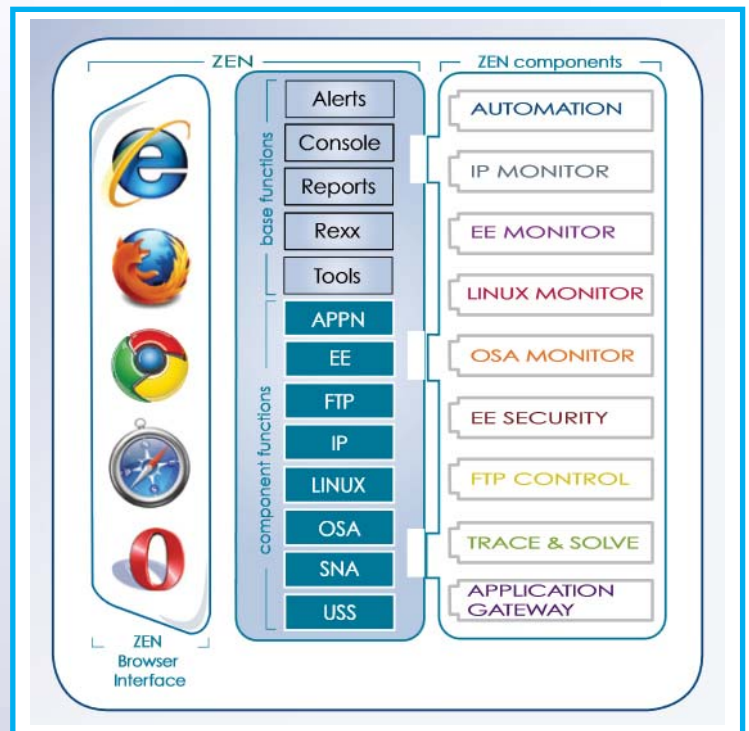 ZEN
ZEN components
base functions
Alerts
Console
Reports
Rexx
Tools
component functions
APPN
EE
FTP
IP
LINUX
OSA
SNA
USS
AUTOMATION
IP MONITOR
EE MONITOR
LINUX MONITOR
OSA MONITOR
EE SECURITY
FTP CONTROL
TRACE & SOLVE
APPLICATION
GATEWAY
ZEN
Browser
Interface